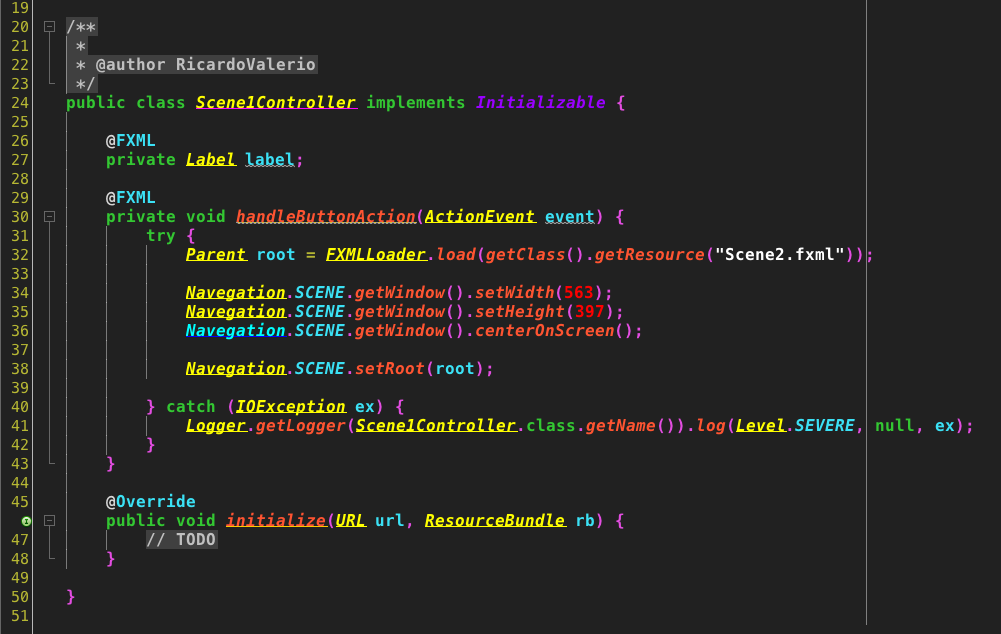 19
20 /**
21 *
22 * @author RicardoValerio
23 */
24 public class Scene1Controller implements Initializable {
25
26 @FXML
27 private Label label;
28
29 @FXML
30 private void handleButtonAction(ActionEvent event) {
31 try {
32 Parent root = FXMLLoader.load(getClass().getResource("Scene2.fxml"));
33
34 Navegation.SCENE.getWindow().setWidth(563);
35 Navegation.SCENE.getWindow().setHeight(397);
36 Navegation.SCENE.getWindow().centerOnScreen();
37
38 Navegation.SCENE.setRoot(root);
39
40 } catch (IOException ex) {
41 Logger.getLogger(Scene1Controller.class.getName()).log(Level.SEVERE, null, ex);
42 }
43 }
44
45 @Override
public void initialize(URL url, ResourceBundle rb) {
47 // TODO
48 }
49
50 }
51